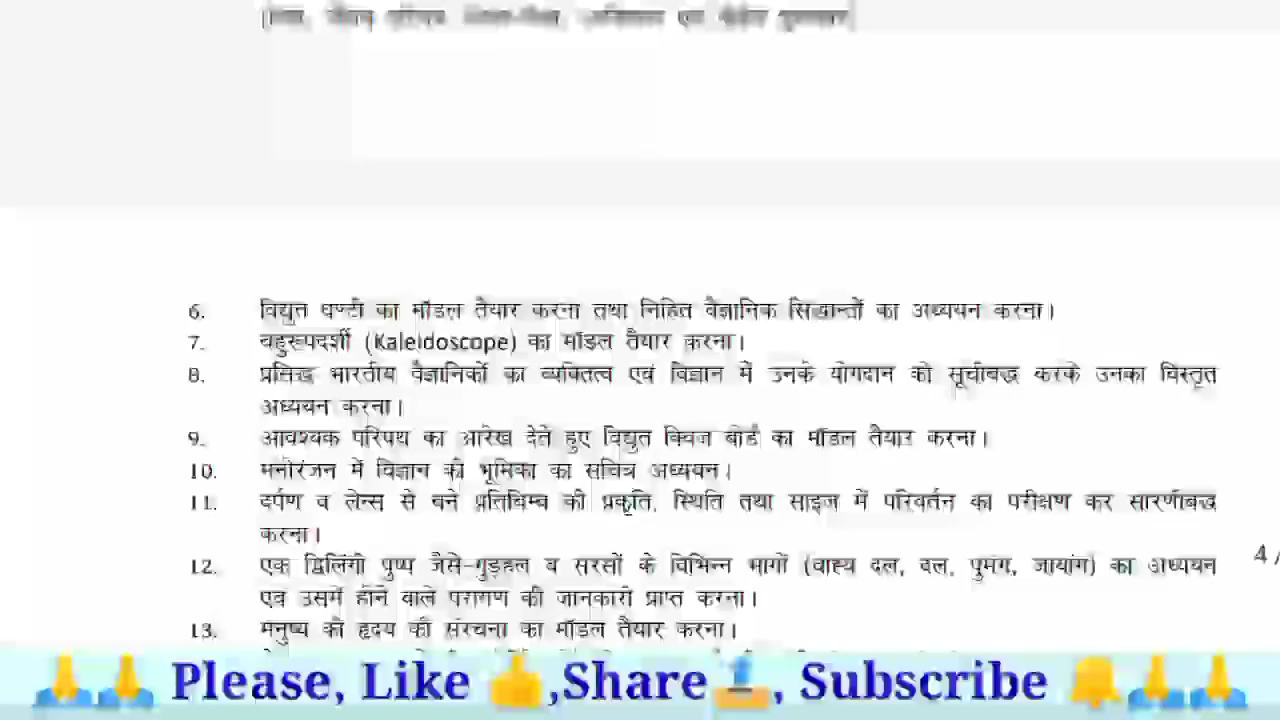 6. विद्युत घण्टी का मॉडल तैयार करना तथा निहित वैज्ञानिक सिद्धान्तों का अध्ययन करना।
7. बहुरूपदर्शी (Kaleidoscope) का मॉडल तैयार करना।
8. प्रसिद्ध भारतीय वैज्ञानिकों का व्यक्तित्व एवं विज्ञान में उनके योगदान को सूचीबद्ध करके उनका विस्तृत
अध्ययन करना।
9. आवश्यक परिपथ का आरेख देते हुए विद्युत क्विज बोर्ड का मॉडल तैयार करना।
10. मनोरंजन में विज्ञान की भूमिका का सचित्र अध्ययन।
11. दर्पण व लेन्स से बने प्रतिबिम्ब की प्रकृति, स्थिति तथा साइज में परिवर्तन का परीक्षण कर सारणीबद्ध
करना।
12. एक द्विलिंगी पुष्प जैसे-गुड़हल व सरसों के विभिन्न भागों (वाह्य दल, दल, पुमंग, जायांग) का अध्ययन
एवं उसमें होने वाले परागण की जानकारी प्राप्त करना।
13. मनुष्य की हृदय की संरचना का मॉडल तैयार करना।
4/
Please, Like 👍,Share, Subscribe